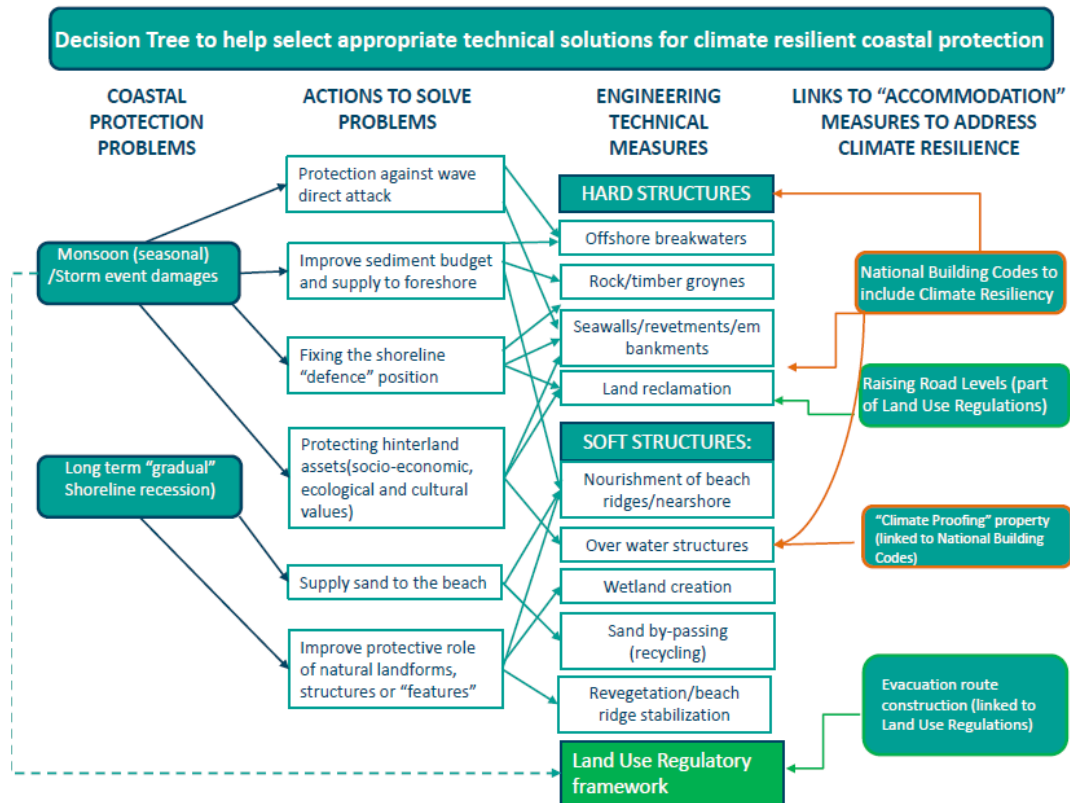 Decision Tree to help select appropriate technical solutions for climate resilient coastal protection
COASTAL
PROTECTION
PROBLEMS
ACTIONS TO SOLVE
PROBLEMS
ENGINEERING
TECHNICAL
MEASURES
LINKS TO “ACCOMMODATION”
MEASURES TO ADDRESS
CLIMATE RESILIENCE
Monsoon (seasonal)
/Storm event damages
Long term “gradual”
Shoreline recession)
Protection against wave
direct attack
Improve sediment budget
and supply to foreshore
Fixing the shoreline
“defence” position
Protecting hinterland
assets(socio-economic,
ecological and cultural
values)
Supply sand to the beach
Improve protective role
of natural landforms,
structures or “features”
HARD STRUCTURES
Offshore breakwaters
Rock/timber groynes
Seawalls/revetments/em
bankments
Land reclamation
SOFT STRUCTURES:
Nourishment of beach
ridges/nearshore
Over water structures
Wetland creation
Sand by-passing
(recycling)
Revegetation/beach
ridge stabilization
Land Use Regulatory
framework
National Building Codes to
include Climate Resiliency
Raising Road Levels (part
of Land Use Regulations)
“Climate Proofing” property
(linked to National Building
Codes)
Evacuation route
construction (linked to
Land Use Regulations)